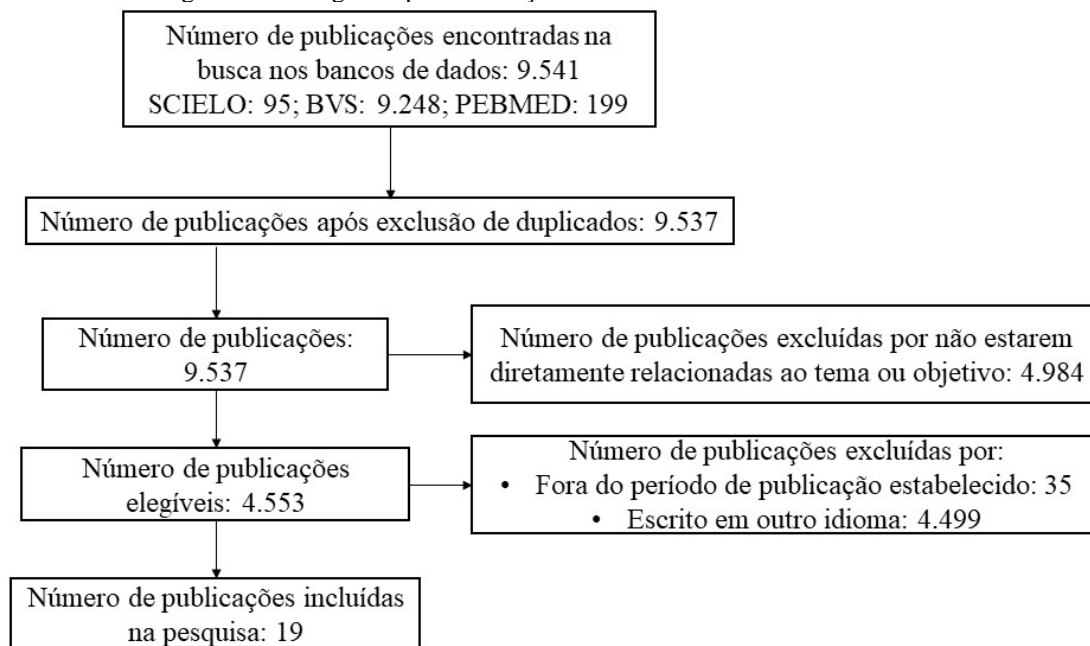 Número de publicações encontradas na
busca nos bancos de dados: 9.541
SCIELO: 95; BVS: 9.248; PEBMED: 199
Número de publicações após exclusão de duplicados: 9.537
Número de publicações:
9.537
Número de publicações excluídas por não estarem
diretamente relacionadas ao tema ou objetivo: 4.984
Número de publicações
elegíveis: 4.553
Número de publicações excluídas por:
• Fora do período de publicação estabelecido: 35
• Escrito em outro idioma: 4.499
Número de publicações incluídas
na pesquisa: 19